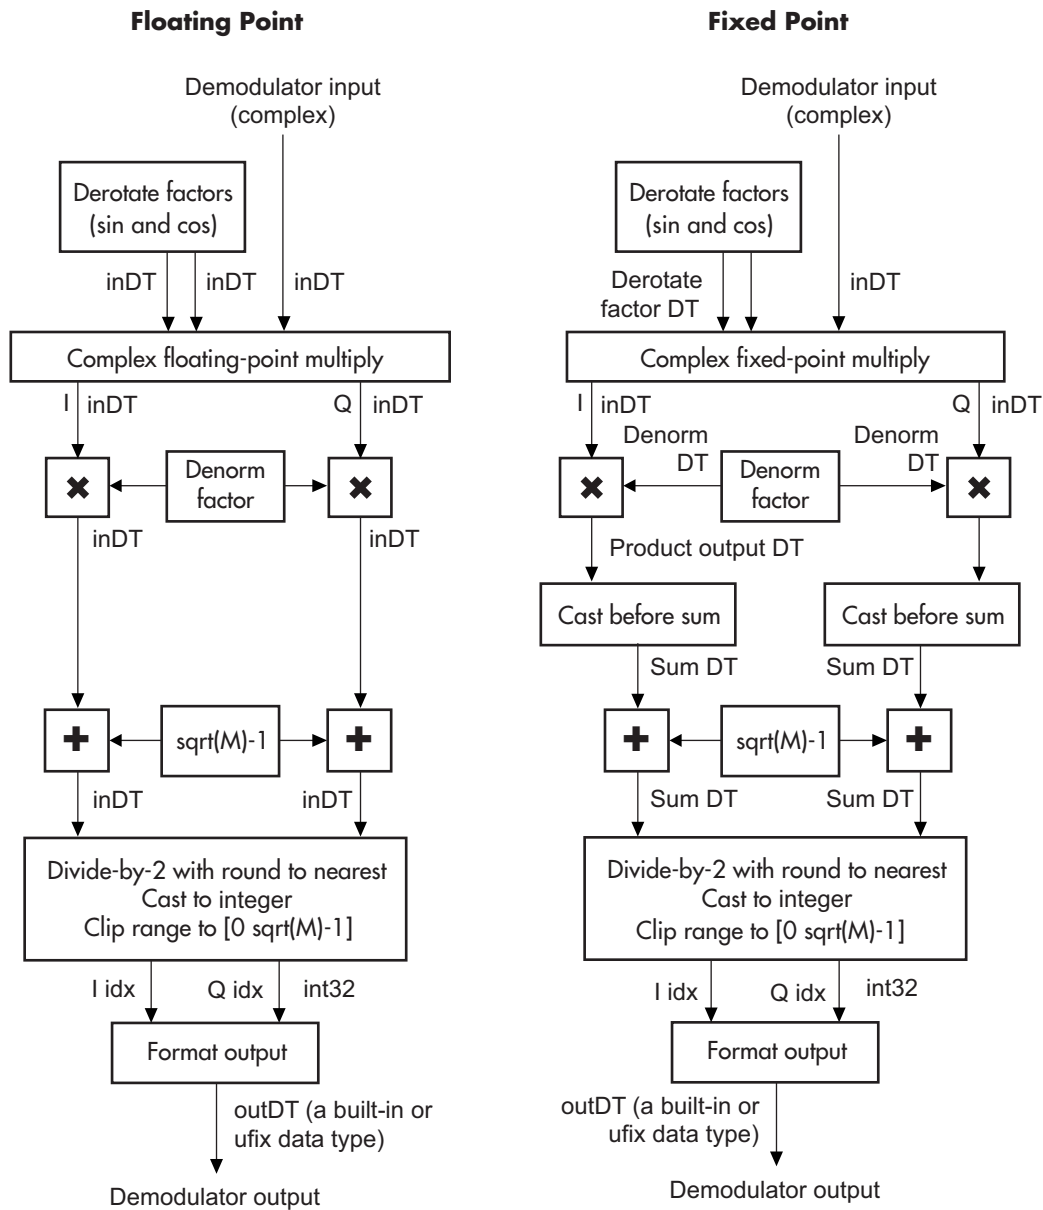 Floating Point
Demodulator input
(complex)
Derotate factors
(sin and cos)
inDT
inDT
inDT
Complex floating-point multiply
I
inDT
Q
inDT
Denorm
factor
inDT
inDT
sqrt(M)-1
inDT
inDT
Divide-by-2 with round to nearest
Cast to integer
Clip range to [0 sqrt(M)-1]
I idx
Q idx
int32
Format output
outDT (a built-in or
ufix data type)
Demodulator output
Fixed Point
Demodulator input
(complex)
Derotate factors
(sin and cos)
Derotate
factor DT
inDT
Complex fixed-point multiply
I
inDT
Q
inDT
Denorm
DT
Denorm
DT
Denorm
factor
Product output DT
Cast before sum
Cast before sum
Sum DT
Sum DT
sqrt(M)-1
Sum DT
Sum DT
Divide-by-2 with round to nearest
Cast to integer
Clip range to [0 sqrt(M)-1]
I idx
Q idx
int32
Format output
outDT (a built-in or
ufix data type)
Demodulator output